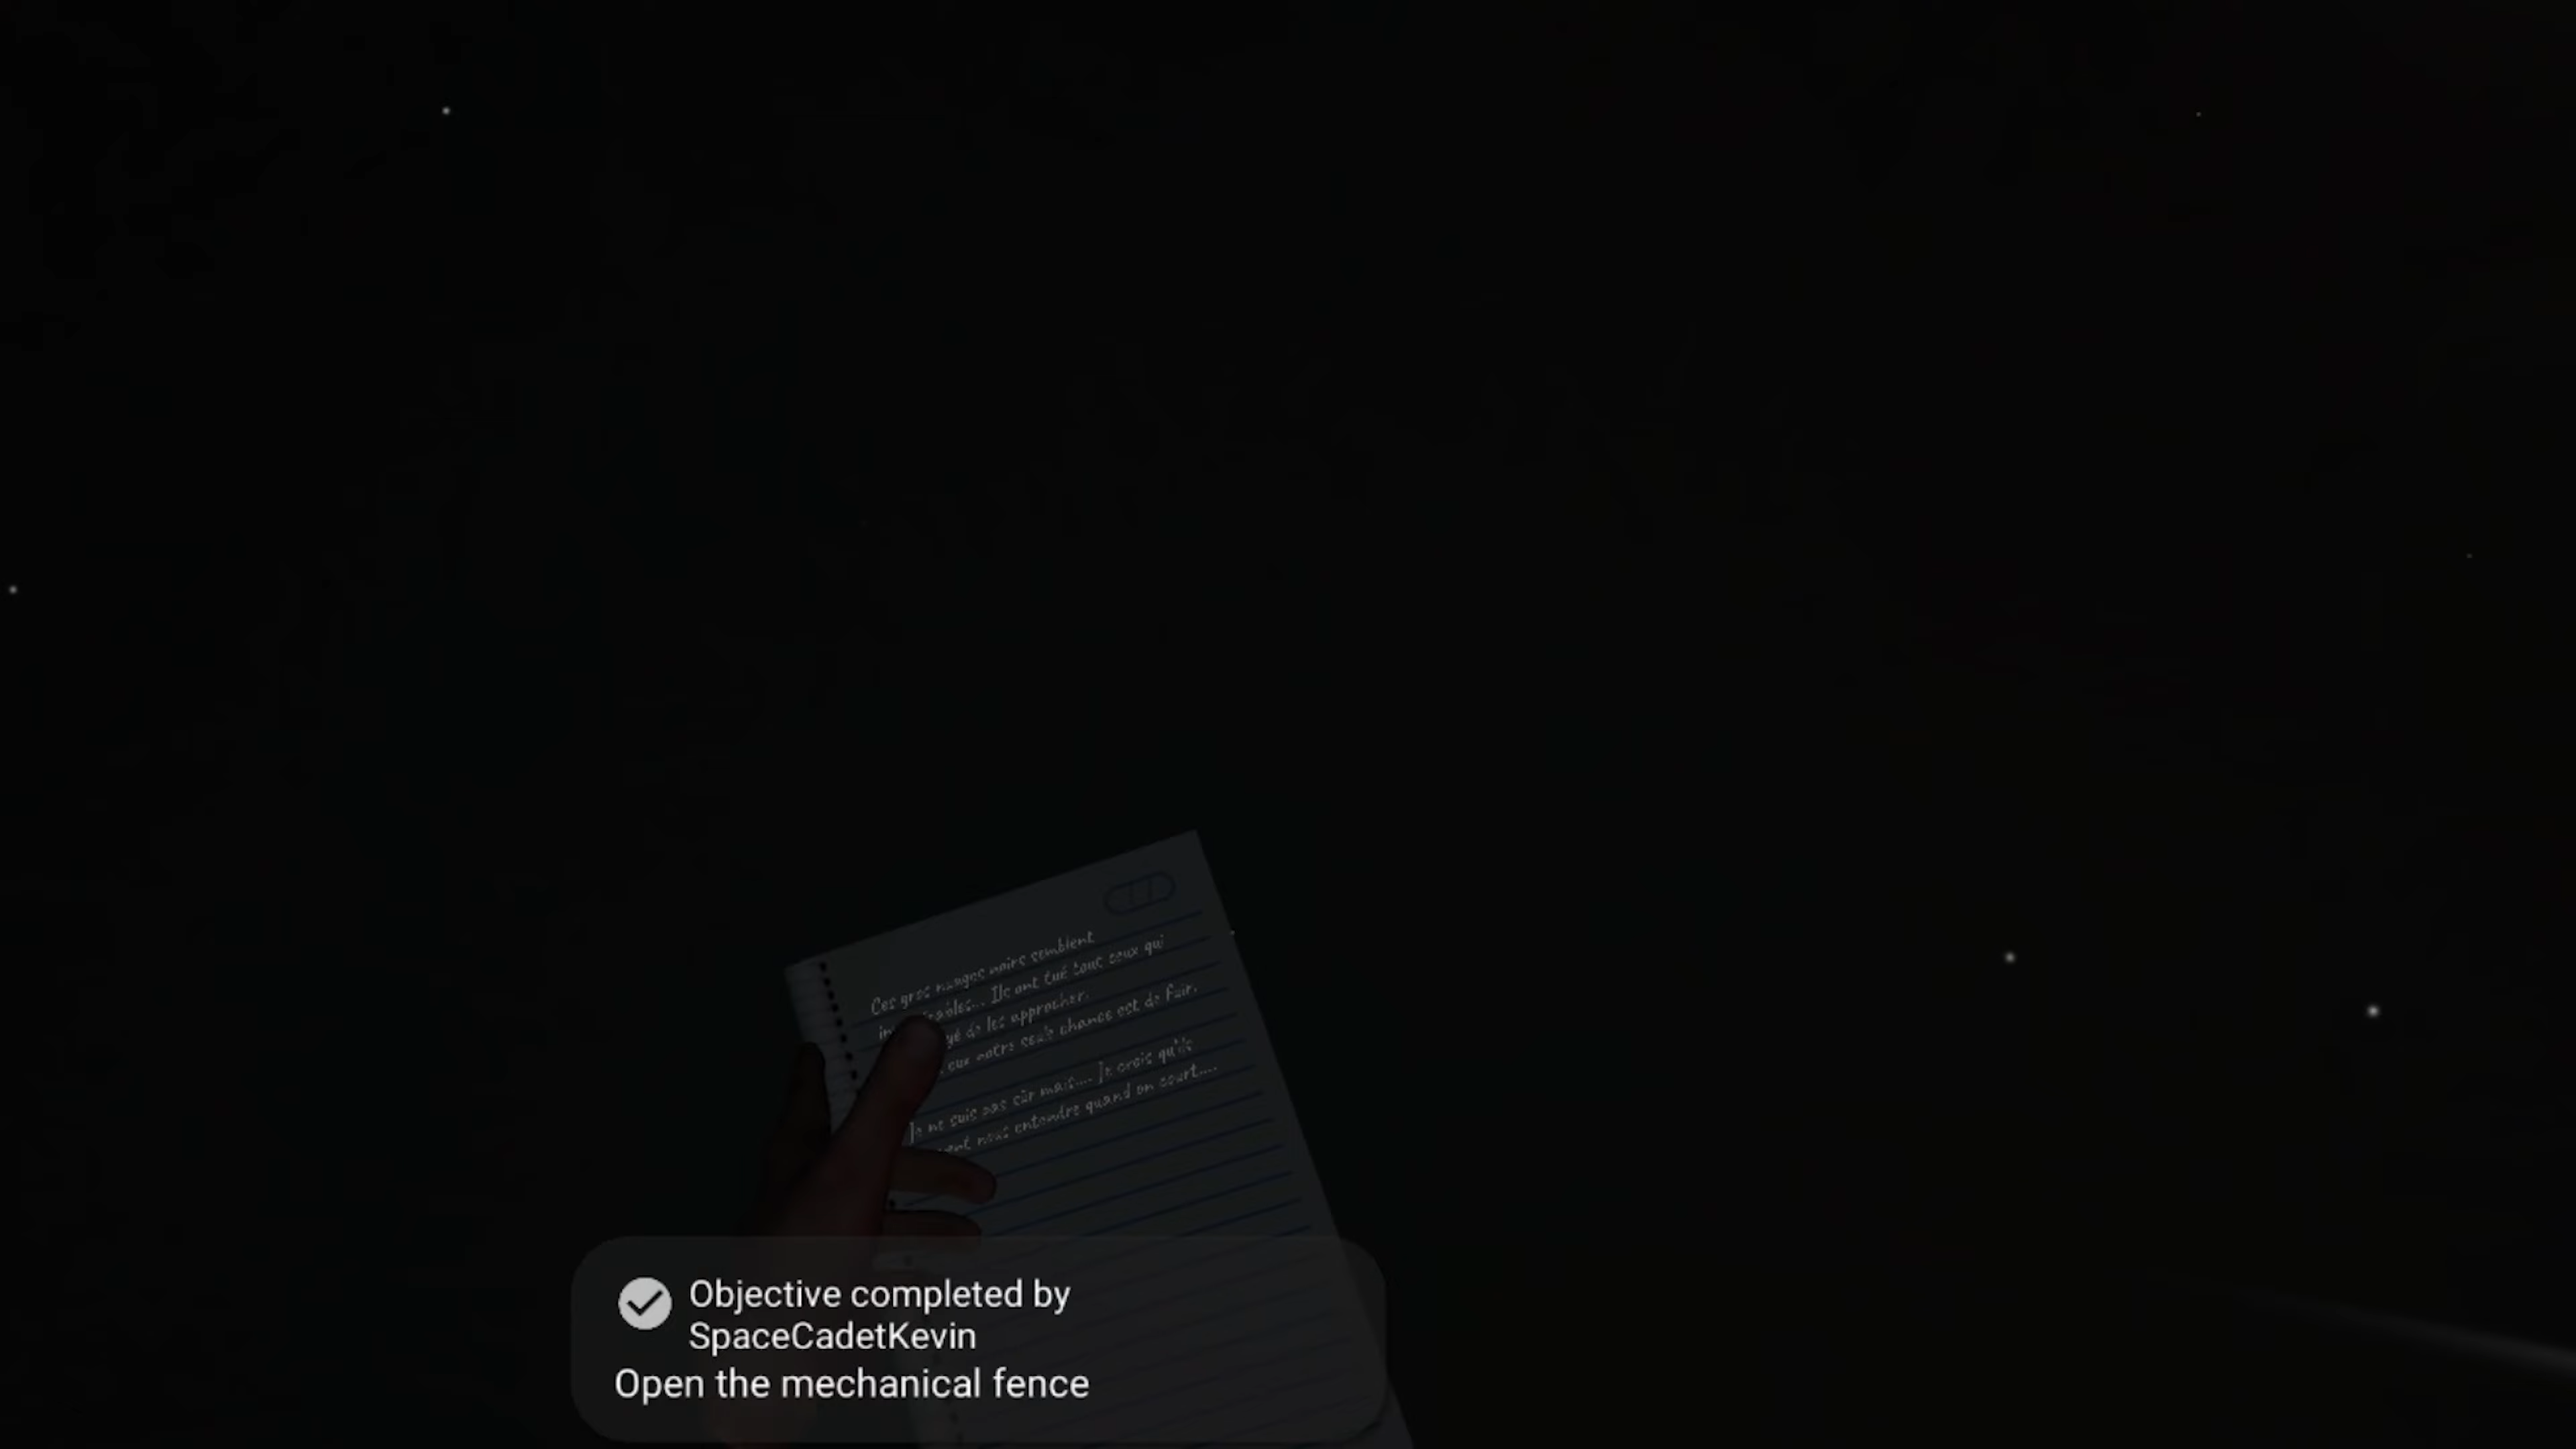 Ces gros nuages noirs semblent
Ils ont tué tous ceux qui
de les approcher.
notre seule chance est de fuir.
Je ne suis pas sûr mais.... Je crois qu'ils
nous entendre quand on court....
Objective completed by
SpaceCadetKevin
Open the mechanical fence